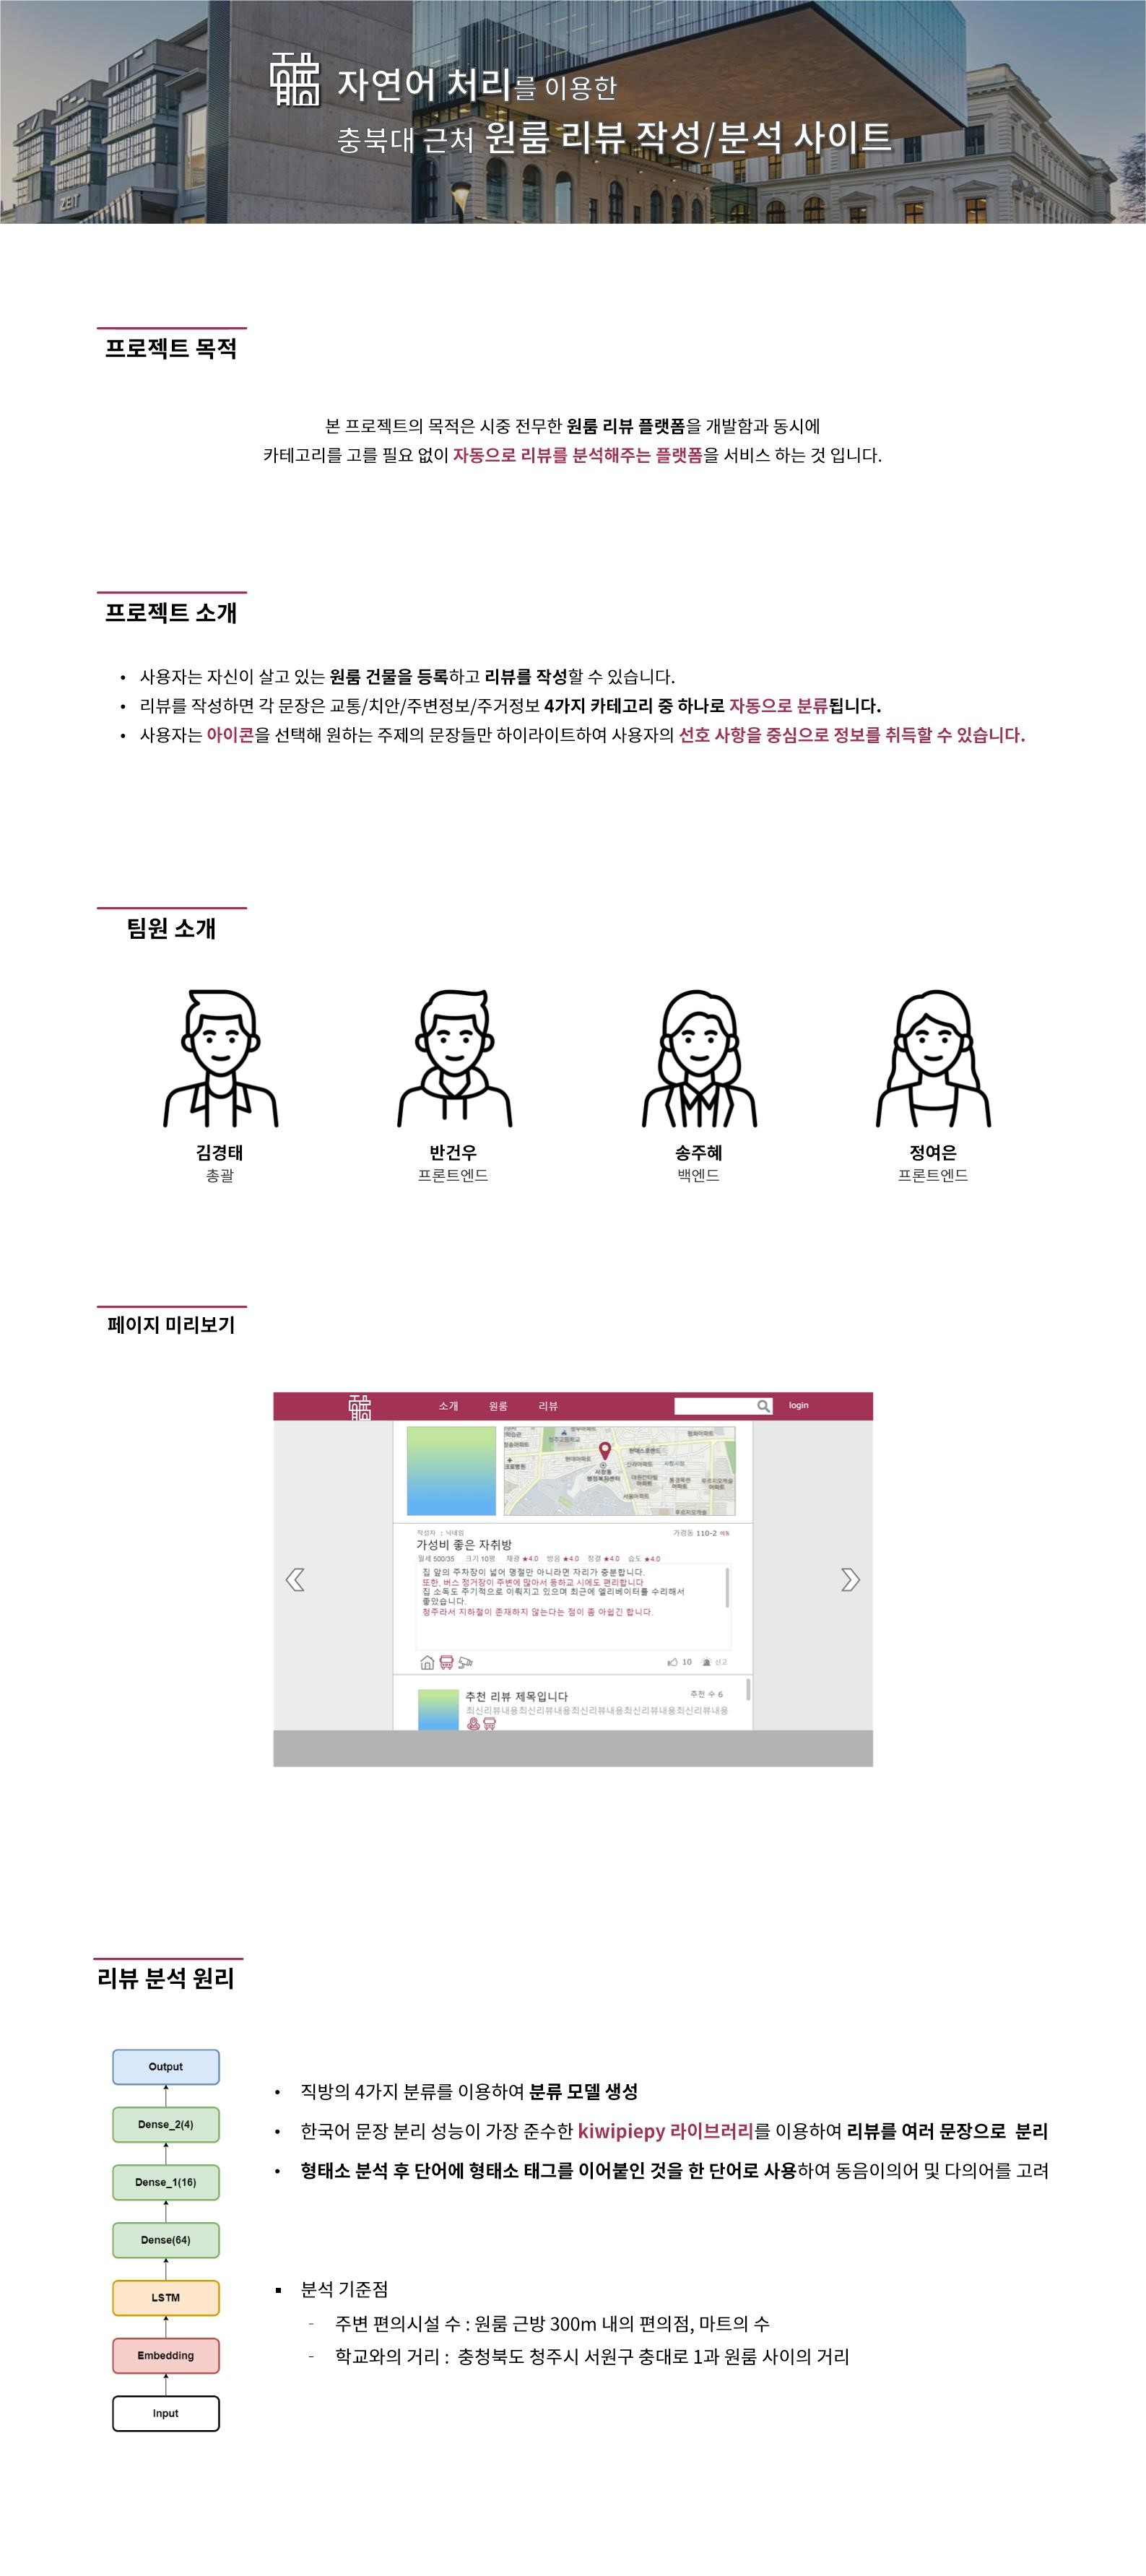 자연어 처리를 이용한
충북대 근처 원룸 리뷰 작성/분석 사이트
ZEIT
프로젝트 목적
본 프로젝트의 목적은 시중 전무한 원룸 리뷰 플랫폼을 개발함과 동시에
카테고리를 고를 필요 없이 자동으로 리뷰를 분석해주는 플랫폼을 서비스 하는 것 입니다.
프로젝트 소개
• 사용자는 자신이 살고 있는 원룸 건물을 등록하고 리뷰를 작성할 수 있습니다.
• 리뷰를 작성하면 각 문장은 교통/치안/주변정보/주거정보 4가지 카테고리 중 하나로 자동으로 분류됩니다.
• 사용자는 아이콘을 선택해 원하는 주제의 문장들만 하이라이트하여 사용자의 선호 사항을 중심으로 정보를 취득할 수 있습니다.
팀원 소개
김경태 반건우 송주혜 정여은
총괄 프론트엔드 백엔드 프론트엔드
페이지 미리보기
소개 원룸 리뷰 login
작성자 : 닉네임 가경동 110-2
가성비 좋은 자취방
월세 500/35 크기 10평 채광 ★4.0 방음 ★4.0 청결 ★4.0 습도 ★4.0
집 앞의 주차장이 넓어 명절만 아니라면 자리가 충분합니다.
또한, 버스 정거장이 주변에 많아서 등하교 시에도 편리합니다
집 소독도 주기적으로 이뤄지고 있으며 최근에 엘리베이터를 수리해서
좋았습니다.
청주라서 지하철이 존재하지 않는다는 점이 좀 아쉽긴 합니다.
10 신고
추천 리뷰 제목입니다 추천 수 6
최신리뷰내용최신리뷰내용최신리뷰내용최신리뷰내용최신리뷰내용
리뷰 분석 원리
Output
Dense_2(4)
Dense_1(16)
Dense(64)
LSTM
Embedding
Input
• 직방의 4가지 분류를 이용하여 분류 모델 생성
• 한국어 문장 분리 성능이 가장 준수한 kiwipiepy 라이브러리를 이용하여 리뷰를 여러 문장으로 분리
• 형태소 분석 후 단어에 형태소 태그를 이어붙인 것을 한 단어로 사용하여 동음이의어 및 다의어를 고려
▪ 분석 기준점
- 주변 편의시설 수 : 원룸 근방 300m 내의 편의점, 마트의 수
- 학교와의 거리 : 충청북도 청주시 서원구 충대로 1과 원룸 사이의 거리